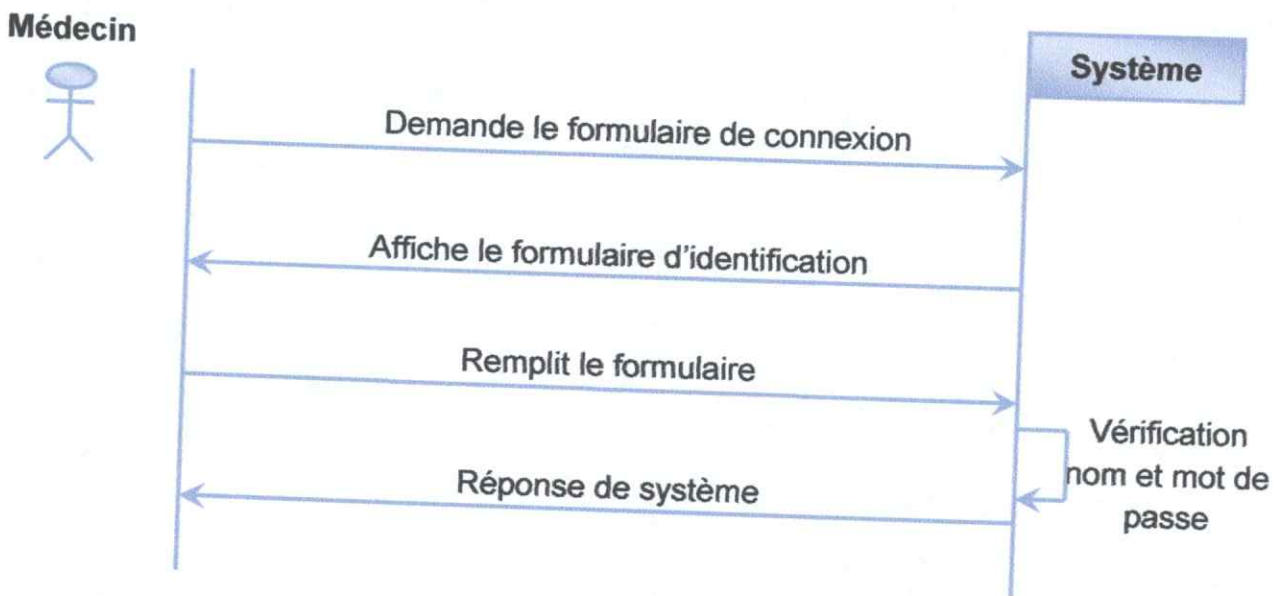 Médecin
Système
Demande le formulaire de connexion
Affiche le formulaire d'identification
Remplit le formulaire
Vérification
nom et mot de
passe
Réponse de système